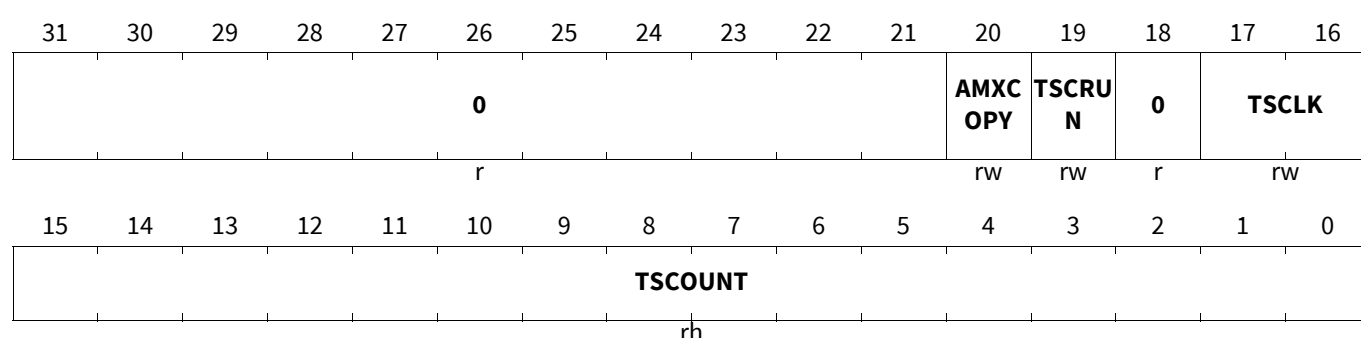 31 30 29 28 27 26 25 24 23 22 21 20 19 18 17 16
0 AMXC OPY TSCRU N 0 TSCLK
r rw rw r rw
15 14 13 12 11 10 9 8 7 6 5 4 3 2 1 0
TSCOUNT
rh